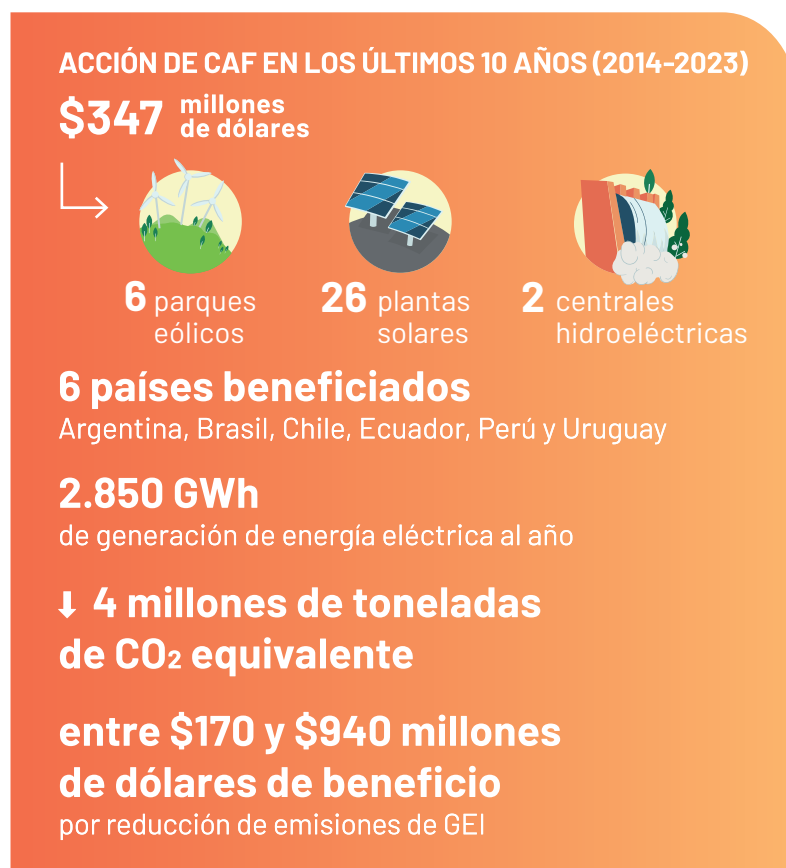 ACCIÓN DE CAF EN LOS ÚLTIMOS 10 AÑOS (2014-2023)
$347 millones
de dólares
6 parques
eólicos
26 plantas
solares
2 centrales
hidroeléctricas
6 países beneficiados
Argentina, Brasil, Chile, Ecuador, Perú y Uruguay
2.850 GWh
de generación de energía eléctrica al año
⬇ 4 millones de toneladas
de CO₂ equivalente
entre $170 y $940 millones
de dólares de beneficio
por reducción de emisiones de GEI